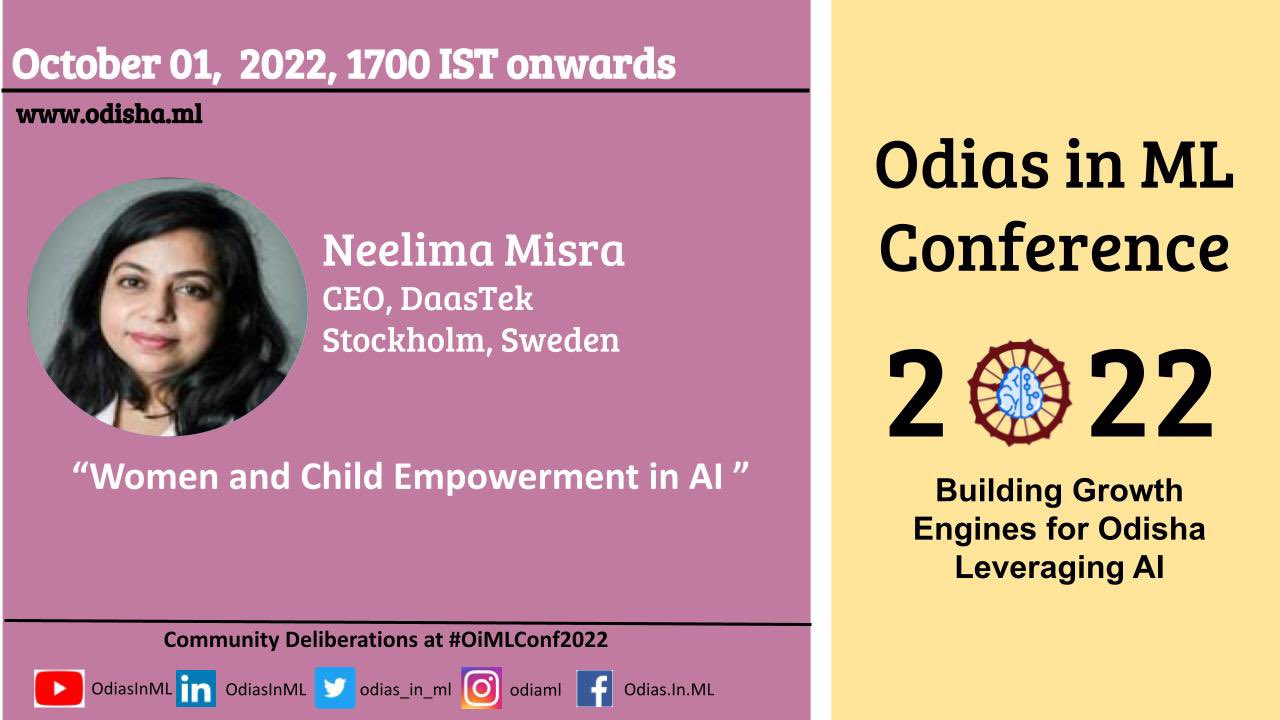 October 01, 2022, 1700 IST onwards
www.odisha.ml
Neelima Misra
CEO, DaasTek
Stockholm, Sweden
“Women and Child Empowerment in AI ”
Community Deliberations at #OiMLConf2022
OdiasInML OdiasInML odias_in_ml odiaml Odias.In.ML
Odias in ML
Conference
2022
Building Growth
Engines for Odisha
Leveraging AI